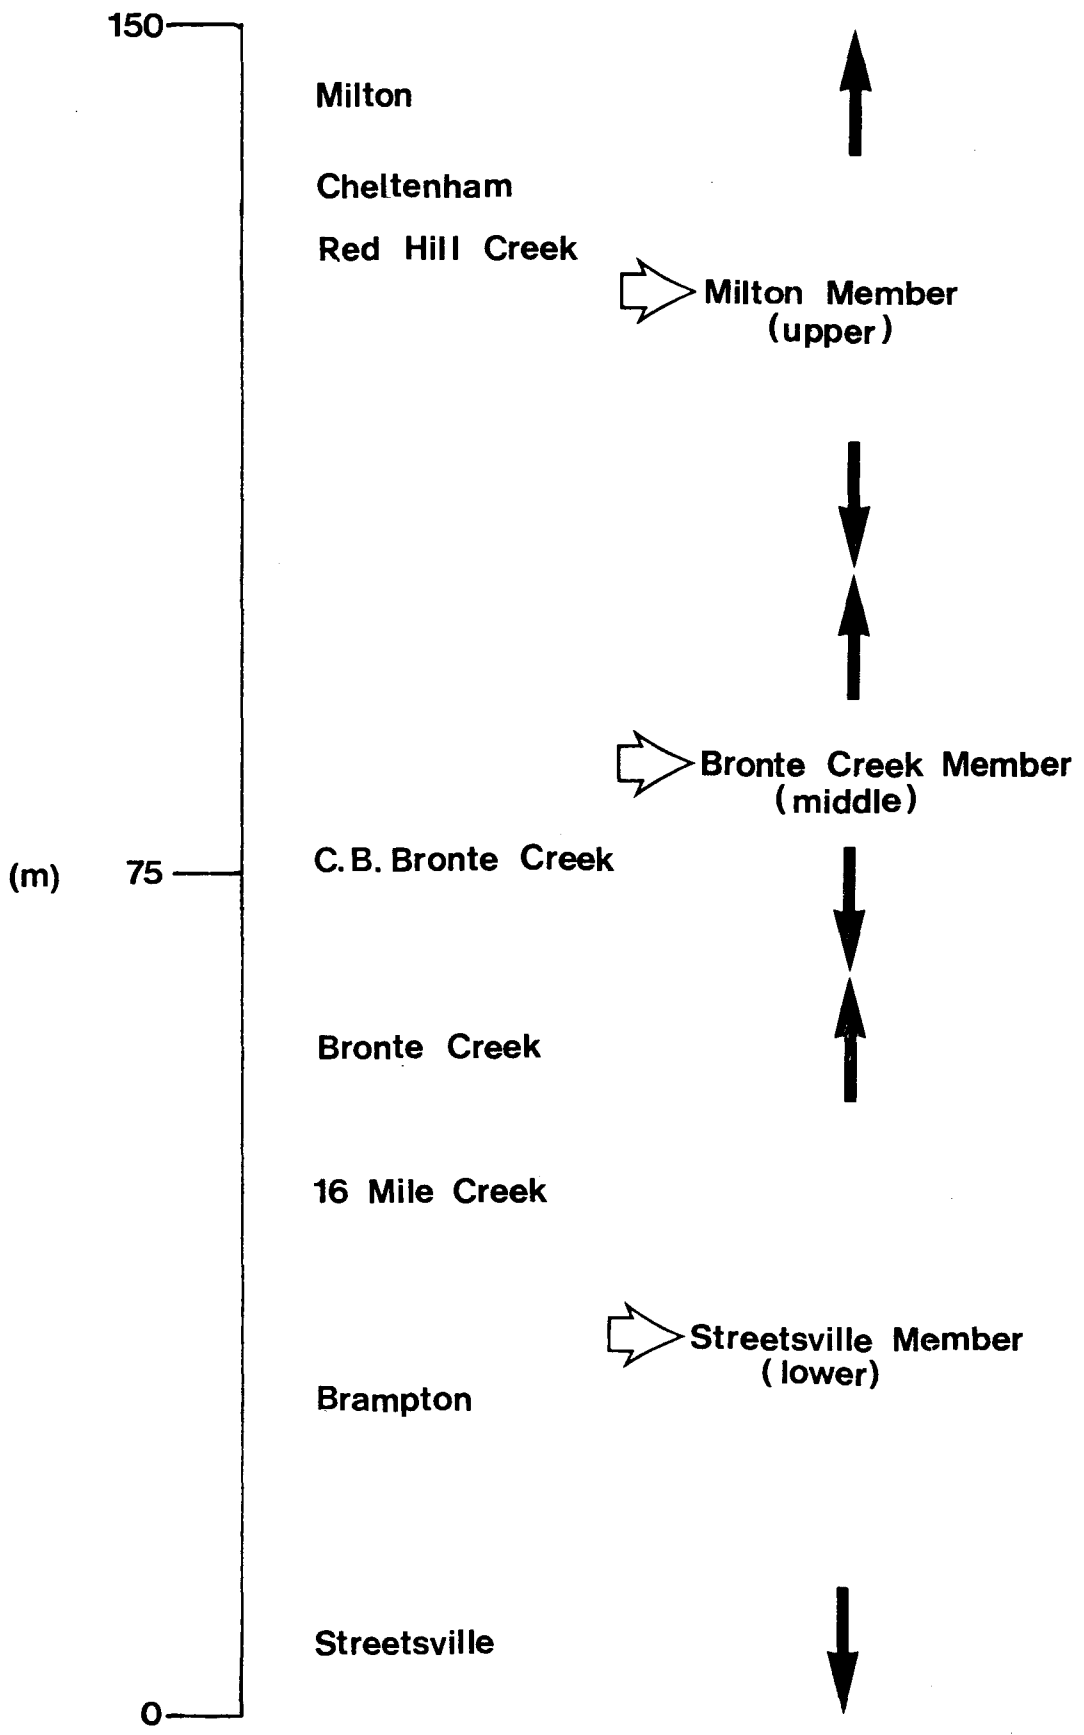 150
Milton
Cheltenham
Red Hill Creek
Milton Member
(upper)
Bronte Creek Member
(middle)
C.B. Bronte Creek
(m) 75
Bronte Creek
16 Mile Creek
Streetsville Member
(lower)
Brampton
Streetsville
0